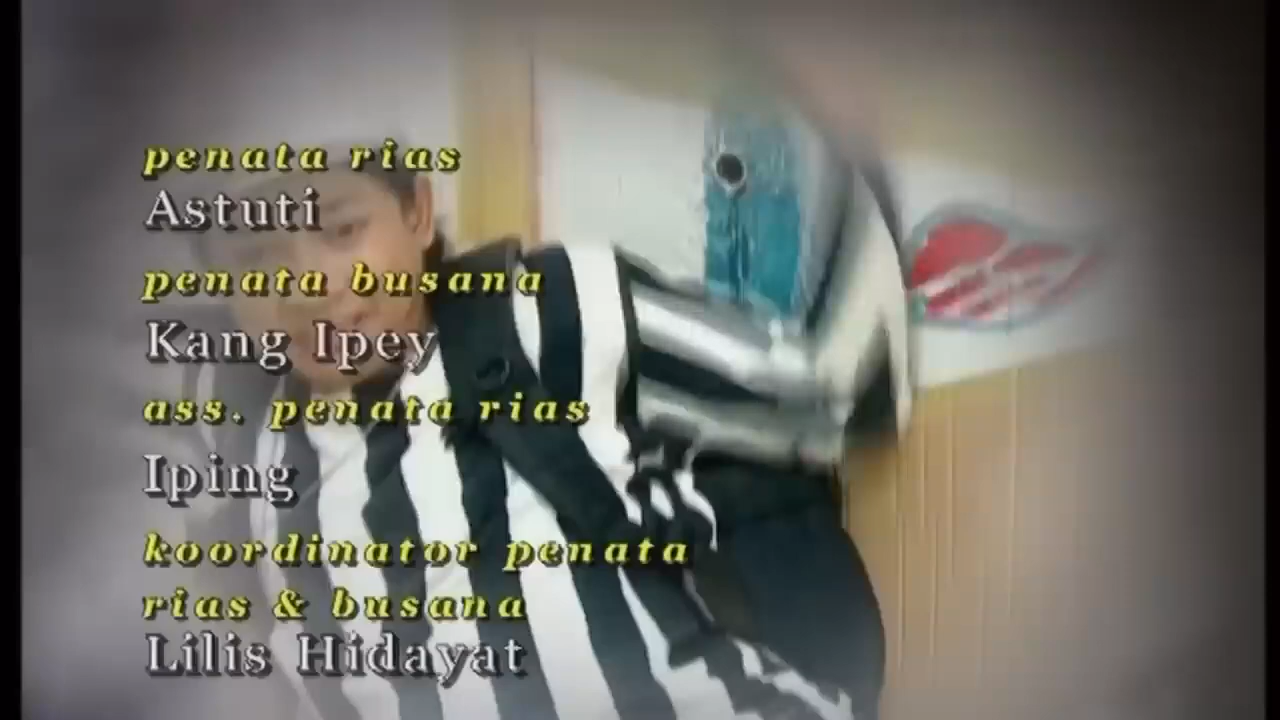 penata rias
Astuti
penata busana
Kang Ipey
ass. penata rias
Iping
koordinator penata
rias & busana
Lilis Hidayat